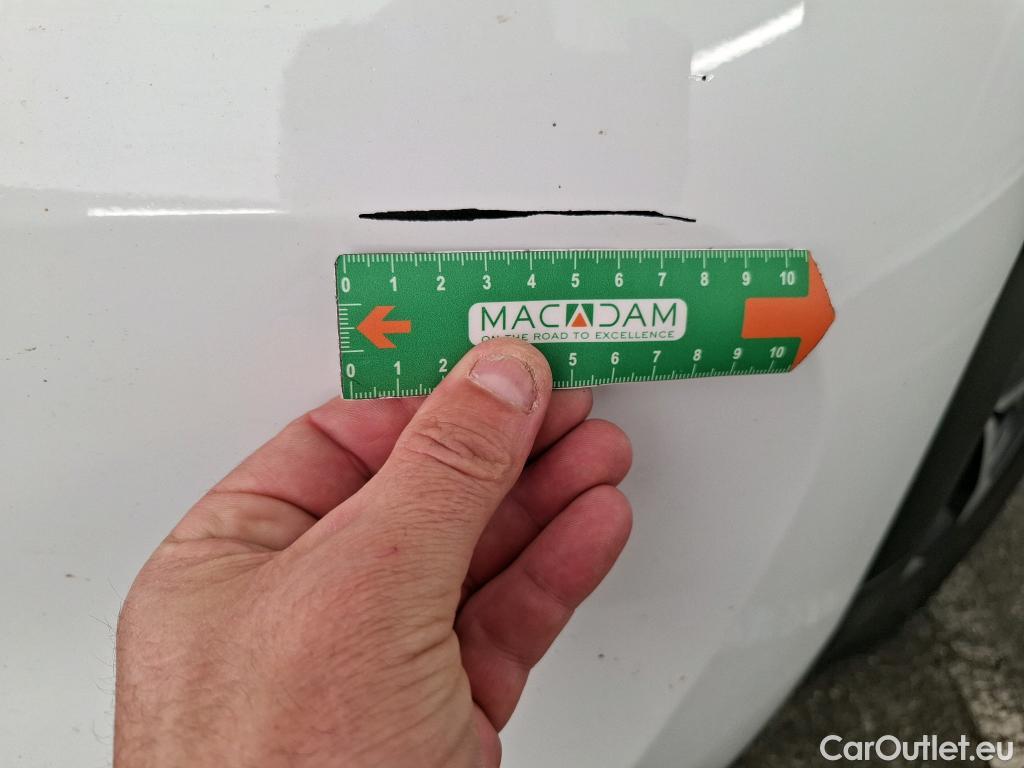 0 1 2 3 4 5 6 7 8 9 10
MACADAM
ON THE ROAD TO EXCELLENCE
0 1 2 5 6 7 8 9 10
CarOutlet.eu